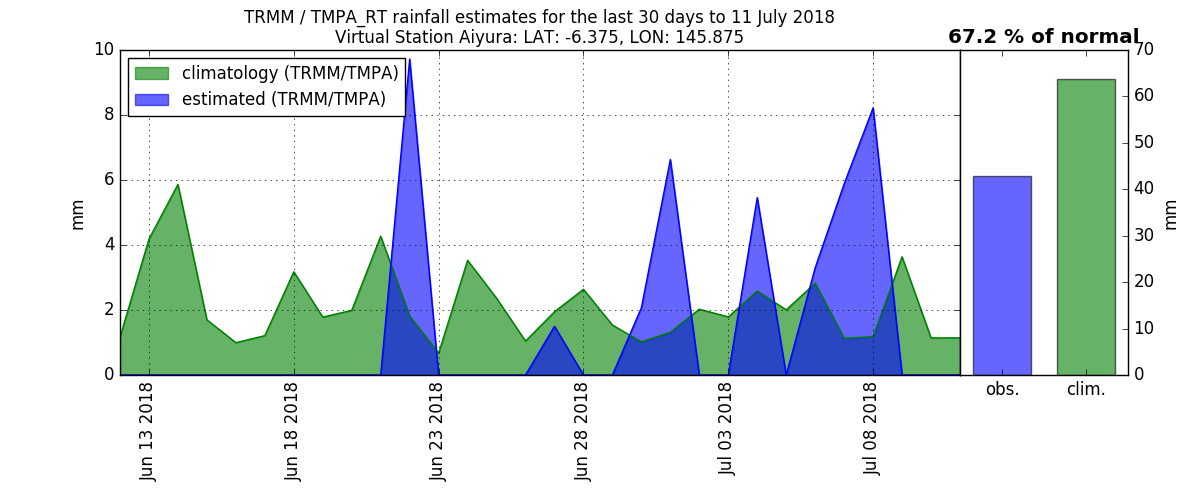 TRMM / TMPA_RT rainfall estimates for the last 30 days to 11 July 2018
Virtual Station Aiyura: LAT: -6.375, LON: 145.875
67.2 % of normal
climatology (TRMM/TMPA)
estimated (TRMM/TMPA)
10
8
6
4
2
0
mm
Jun 13 2018
Jun 18 2018
Jun 23 2018
Jun 28 2018
Jul 03 2018
Jul 08 2018
obs.
clim.
70
60
50
40
30
20
10
0
mm